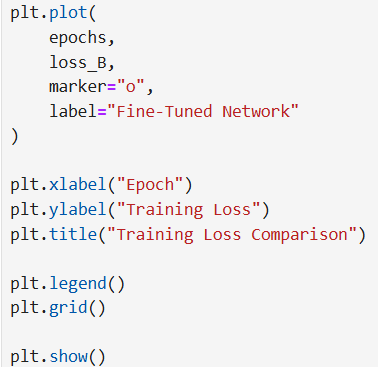 plt.plot(
    epochs,
    loss_B,
    marker="o",
    label="Fine-Tuned Network"
)
plt.xlabel("Epoch")
plt.ylabel("Training Loss")
plt.title("Training Loss Comparison")
plt.legend()
plt.grid()
plt.show()